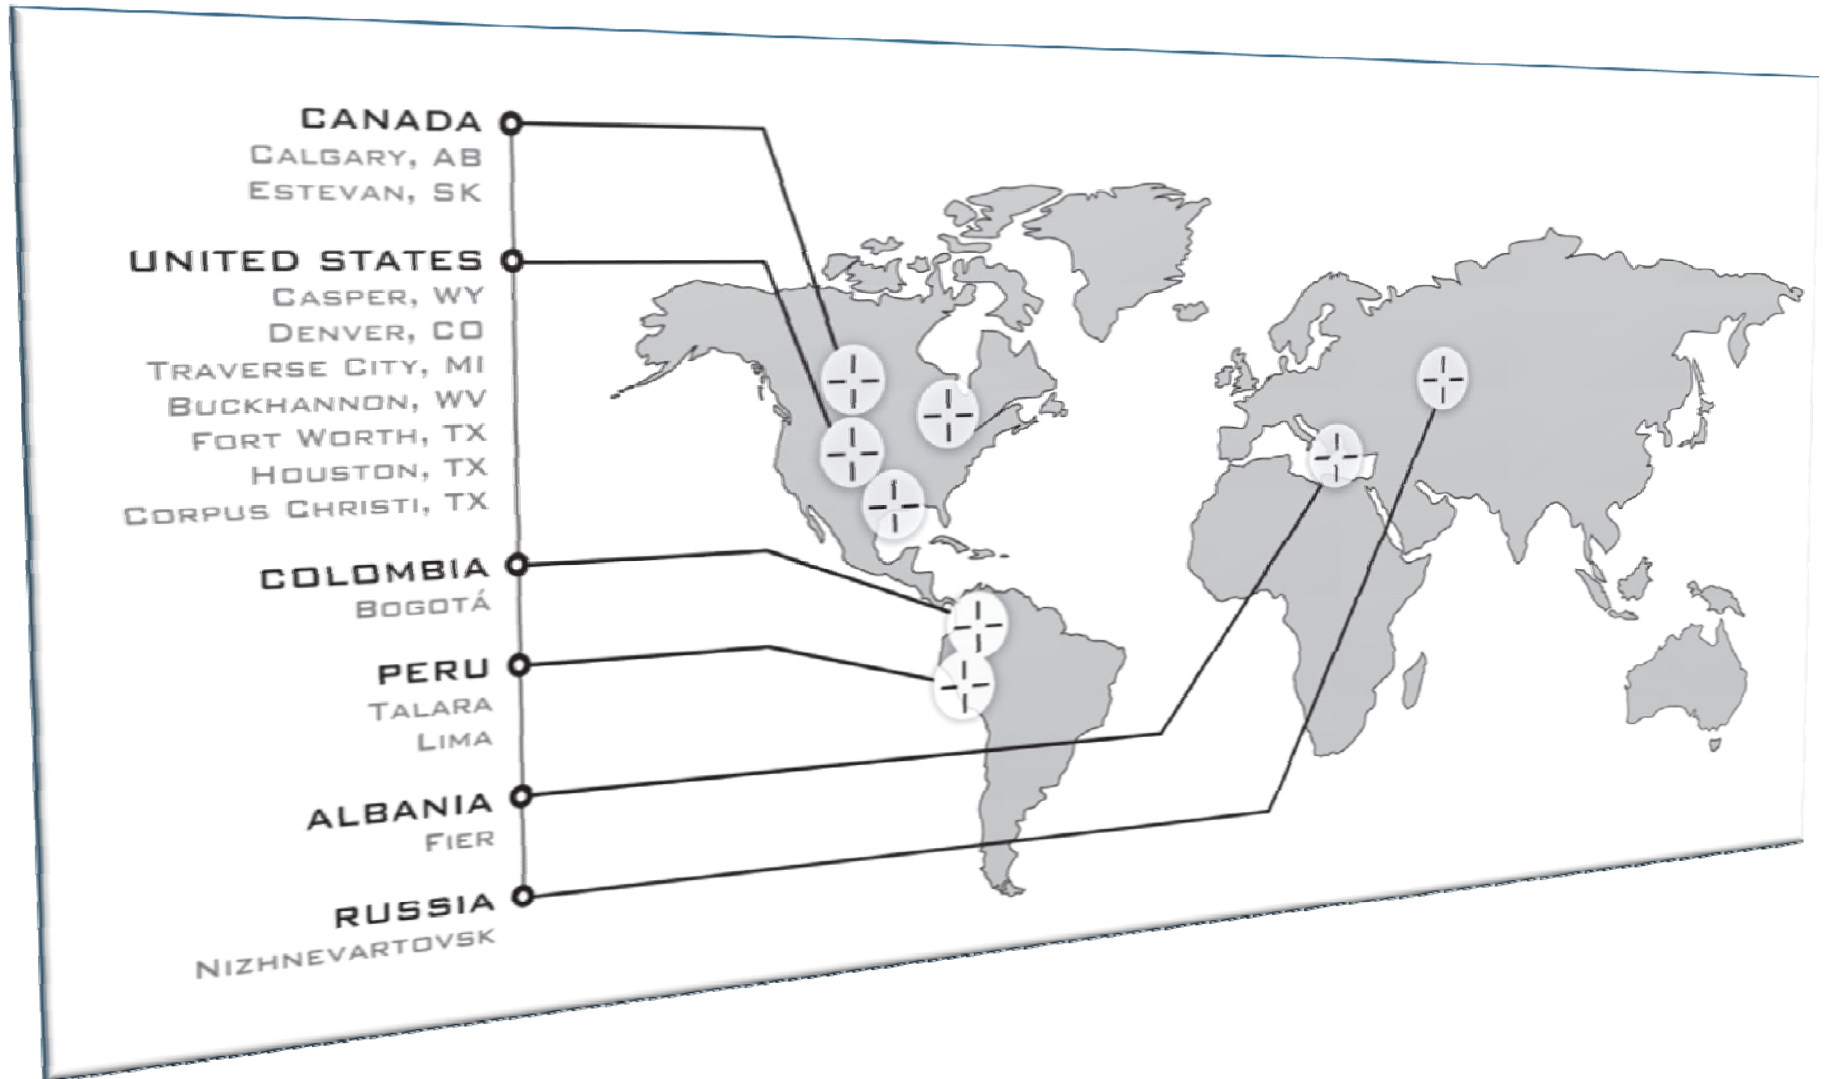 CANADA
CALGARY, AB
ESTEVAN, SK
UNITED STATES
CASPER, WY
DENVER, CO
TRAVERSE CITY, MI
BUCKHANNON, WV
FORT WORTH, TX
HOUSTON, TX
CORPUS CHRISTI, TX
COLOMBIA
BOGOTÁ
PERU
TALARA
LIMA
ALBANIA
FIER
RUSSIA
NIZHNEVARTOVSK